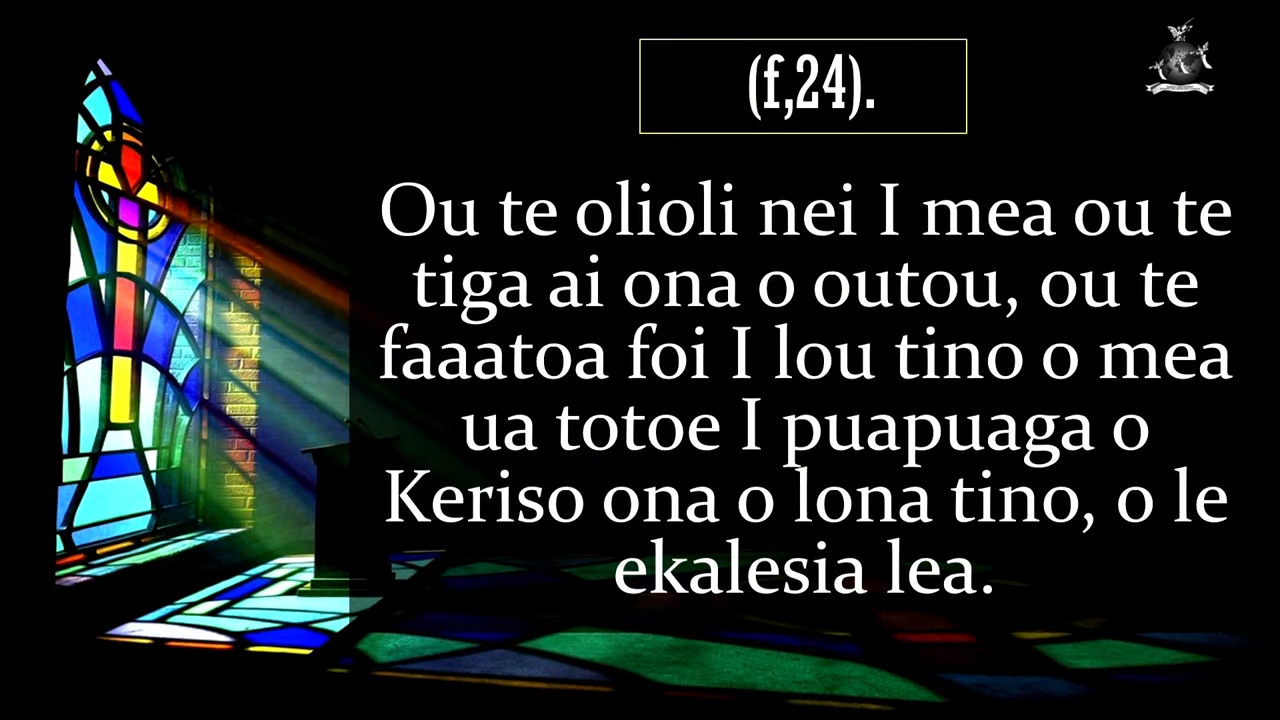 (f,24).
Ou te olioli nei I mea ou te
tiga ai ona o outou, ou te
faaatoa foi I lou tino o mea
ua totoe I puapuaga o
Keriso ona o lona tino, o le
ekalesia lea.